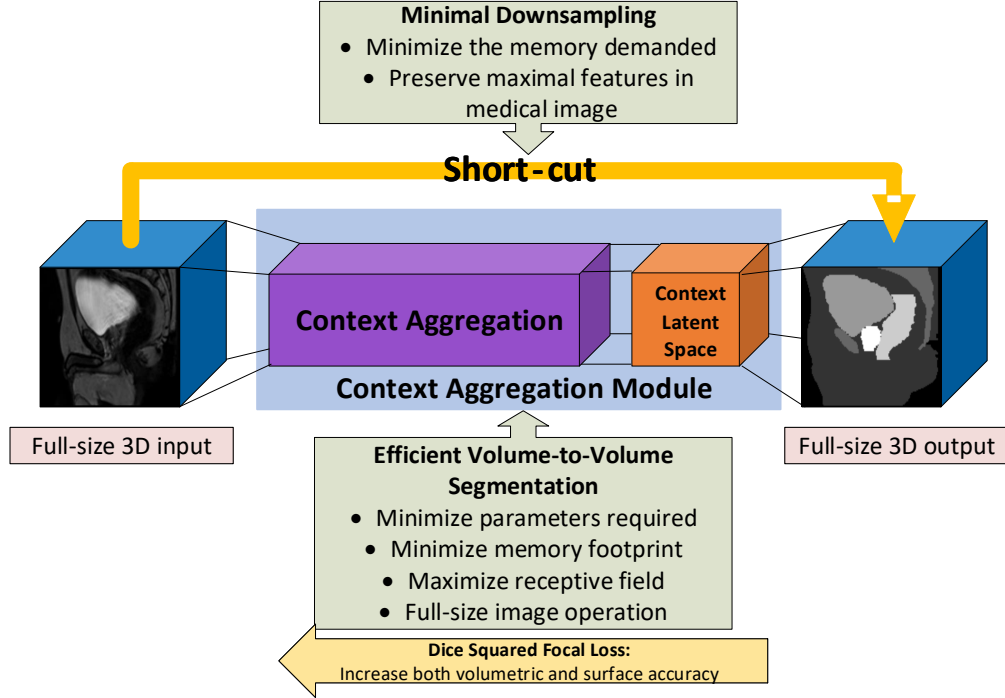 Minimal Downsampling
• Minimize the memory demanded
• Preserve maximal features in
medical image
Short-cut
Context Aggregation
Context
Latent
Space
Context Aggregation Module
Full-size 3D input
Full-size 3D output
Efficient Volume-to-Volume
Segmentation
• Minimize parameters required
• Minimize memory footprint
• Maximize receptive field
• Full-size image operation
Dice Squared Focal Loss:
Increase both volumetric and surface accuracy